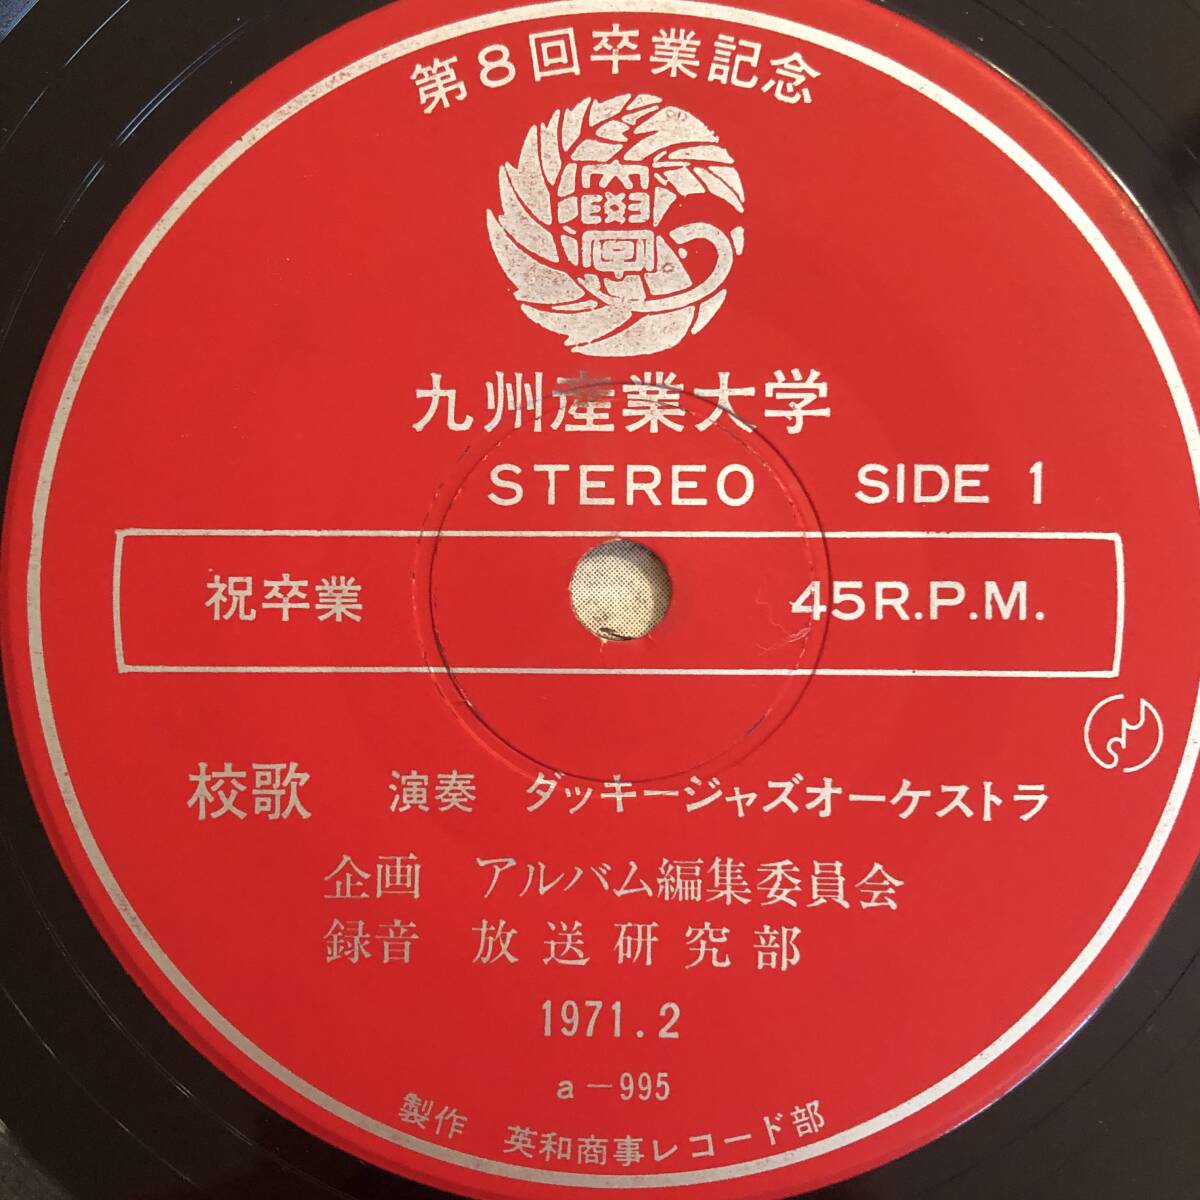 第8回卒業記念
大學
九州産業大学
STEREO SIDE 1
祝卒業 45R.P.M.
校歌 演奏 ダッキージャズオーケストラ
企画 アルバム編集委員会
録音 放送研究部
1971.2
a-995
製作 英和商事レコード部